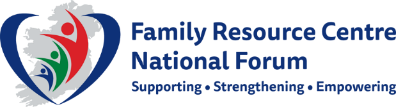 Family Resource Centre
National Forum
Supporting • Strengthening • Empowering